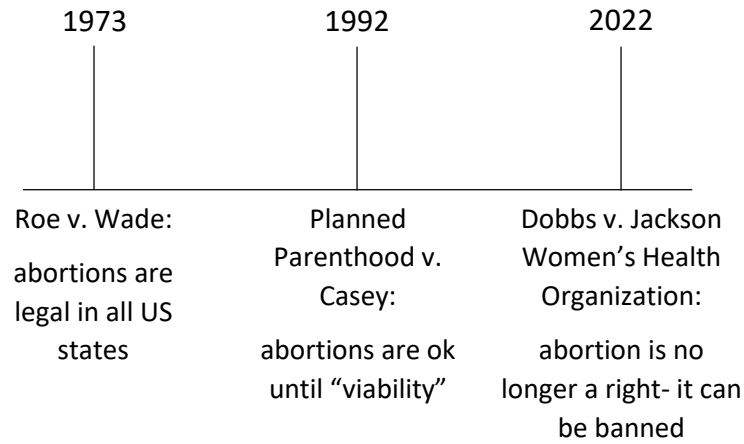 1973
1992
2022
Roe v. Wade:
abortions are
legal in all US
states
Planned
Parenthood v.
Casey:
abortions are ok
until “viability”
Dobbs v. Jackson
Women’s Health
Organization:
abortion is no
longer a right- it can
be banned